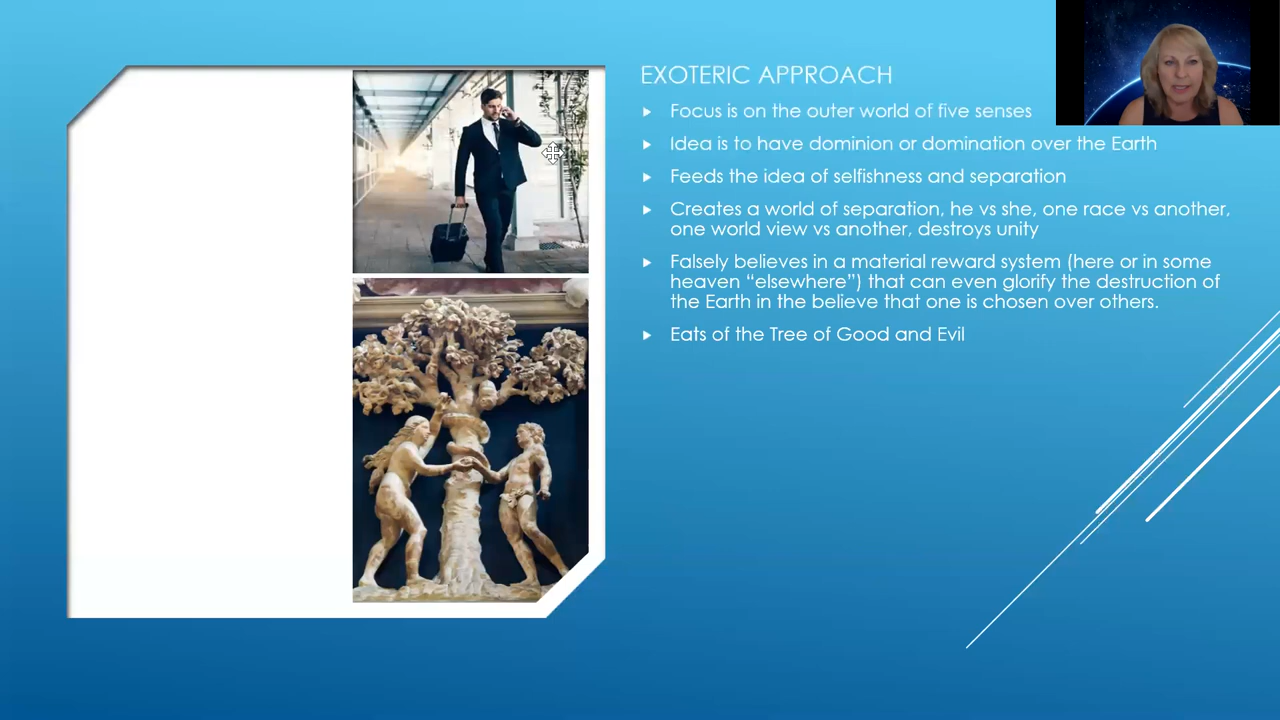 EXOTERIC APPROACH
Focus is on the outer world of five senses
Idea is to have dominion or domination over the Earth
Feeds the idea of selfishness and separation
Creates a world of separation, he vs she, one race vs another,
one world view vs another, destroys unity
Falsely believes in a material reward system (here or in some
heaven “elsewhere”) that can even glorify the destruction of
the Earth in the believe that one is chosen over others.
Eats of the Tree of Good and Evil